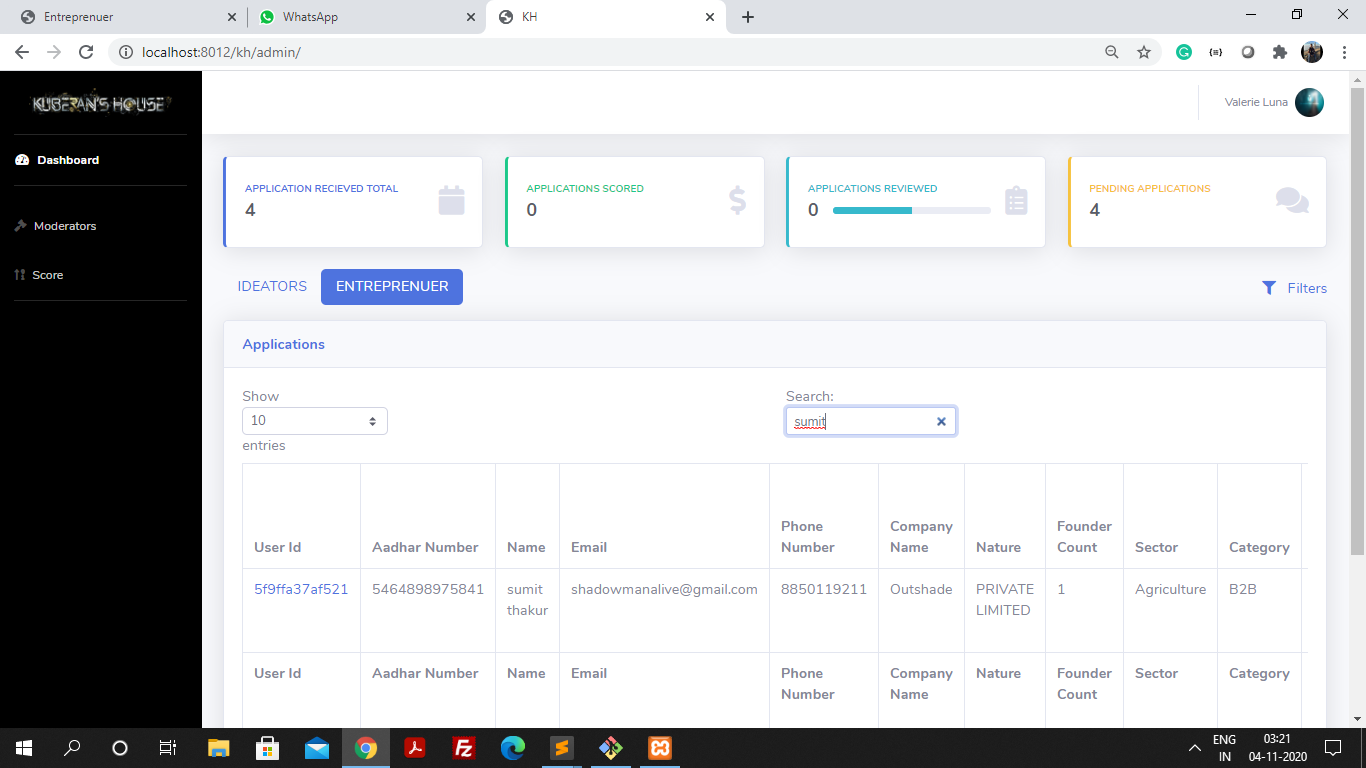 Entreprenuer
WhatsApp
KH
localhost:8012/kh/admin/
KUBERAN'S HOUSE
Valerie Luna
Dashboard
Moderators
Score
APPLICATION RECIEVED TOTAL
4
APPLICATIONS SCORED
0
APPLICATIONS REVIEWED
0
PENDING APPLICATIONS
4
IDEATORS
ENTREPRENUER
Filters
Applications
Show
10
entries
Search:
sumit
User Id Aadhar Number Name Email Phone Number Company Name Nature Founder Count Sector Category
5f9ffa37af521 5464898975841 sumit thakur shadowmanalive@gmail.com 8850119211 Outshade PRIVATE LIMITED 1 Agriculture B2B
User Id Aadhar Number Name Email Phone Number Company Name Nature Founder Count Sector Category
ENG
IN
03:21
04-11-2020